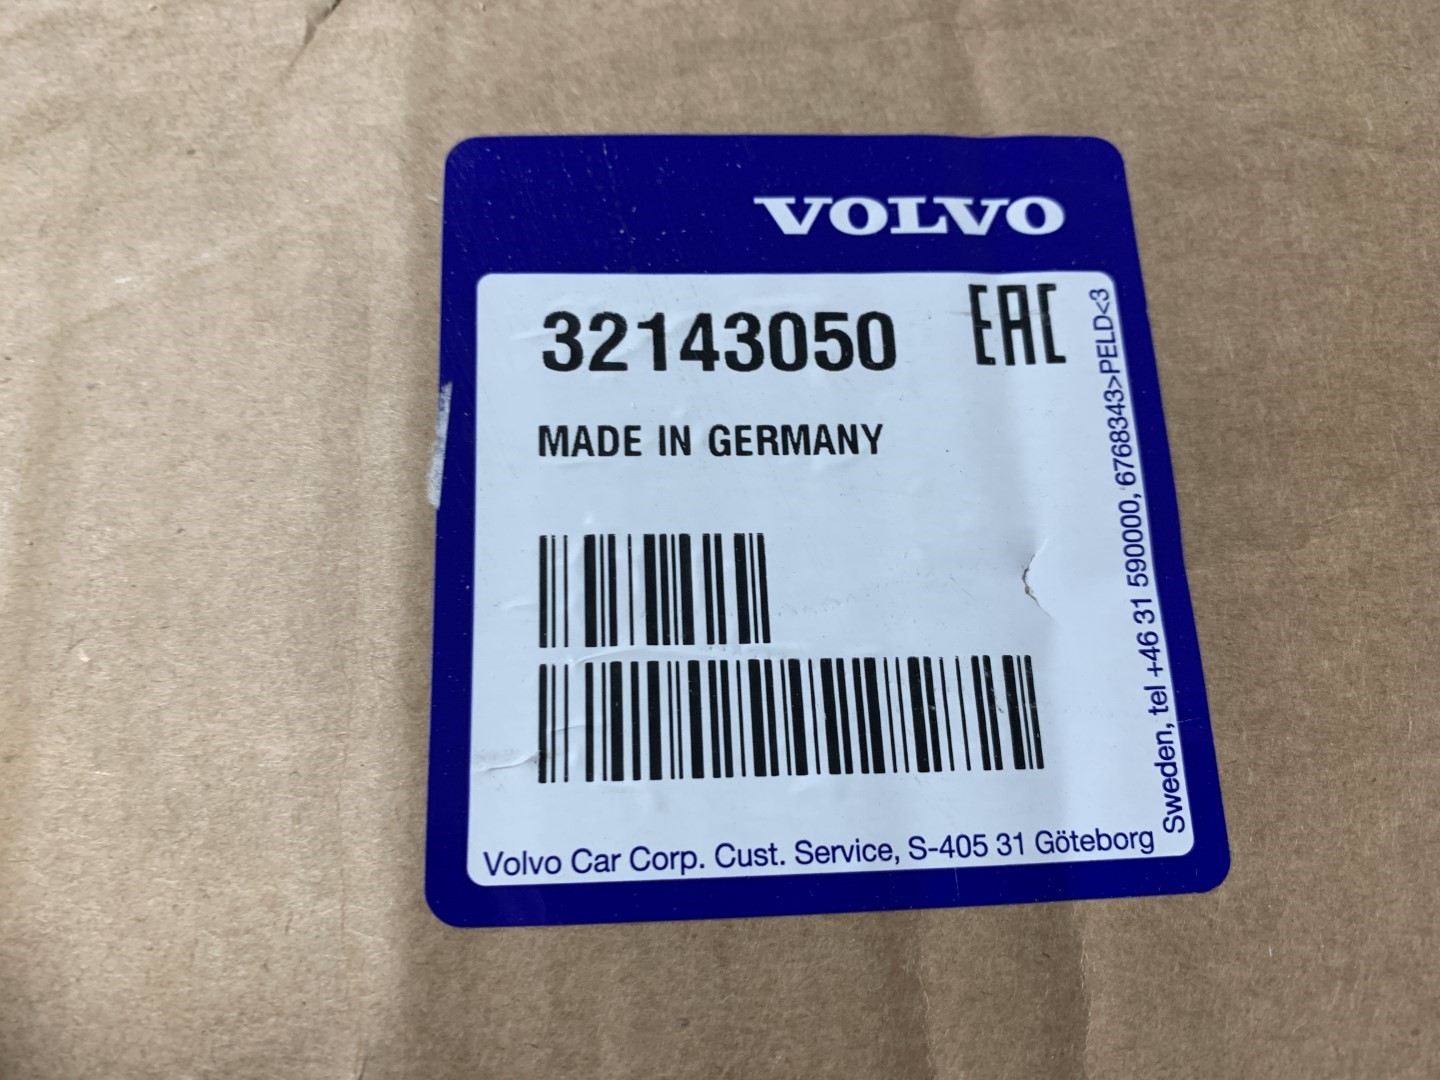 VOLVO
32143050 EAC
MADE IN GERMANY
Volvo Car Corp. Cust. Service, S-405 31 Göteborg
Sweden, tel +46 31 590000, 6768343>PELD<3